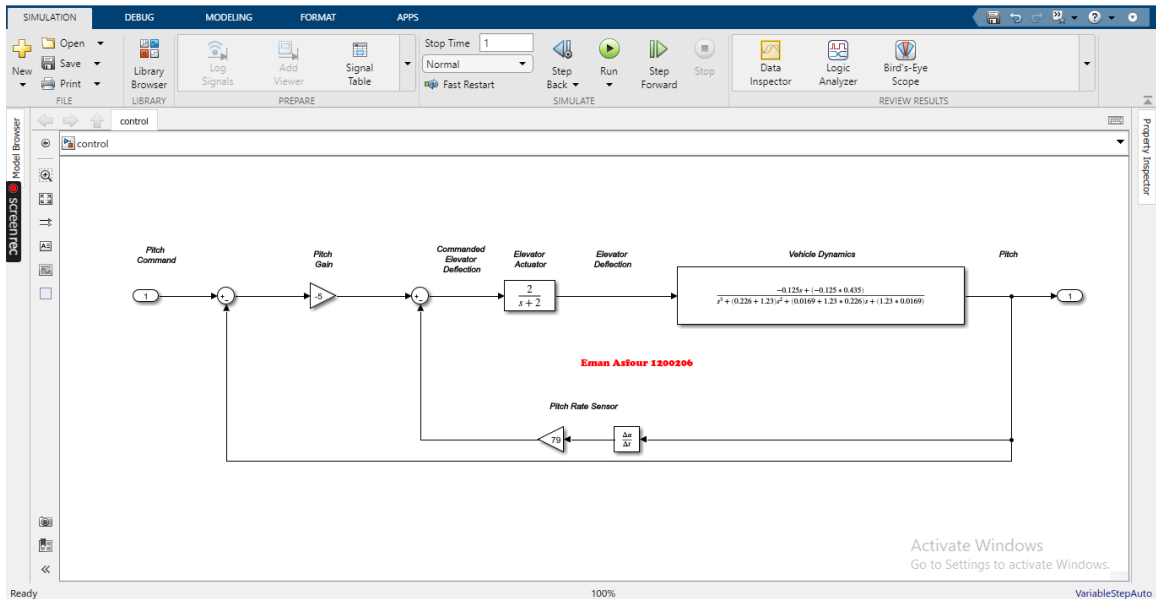 SIMULATION DEBUG MODELING FORMAT APPS
New
Open
Save
Print
FILE
Library
Browser
LIBRARY
Log
Signals
Add
Viewer
Signal
Table
PREPARE
Stop Time 1
Normal
Fast Restart
Step
Back
Run
Step
Forward
Stop
SIMULATE
Data
Inspector
Logic
Analyzer
Bird's-Eye
Scope
REVIEW RESULTS
Model Browser
screenrec
control
control
Property Inspector
Pitch
Command
Pitch
Gain
Commanded
Elevator
Deflection
Elevator
Actuator
Elevator
Deflection
Vehicle Dynamics
Pitch
1
+
-
-5
+
-
2
s + 2
−0.125s + (−0.125 ∗ 0.435)
s³ + (0.226 + 1.23)s² + (0.0169 + 1.23 ∗ 0.226)s + (1.23 ∗ 0.0169)
1
Eman Asfour 1200206
Pitch Rate Sensor
79
Δu
Δt
Activate Windows
Go to Settings to activate Windows.
Ready 100% VariableStepAuto